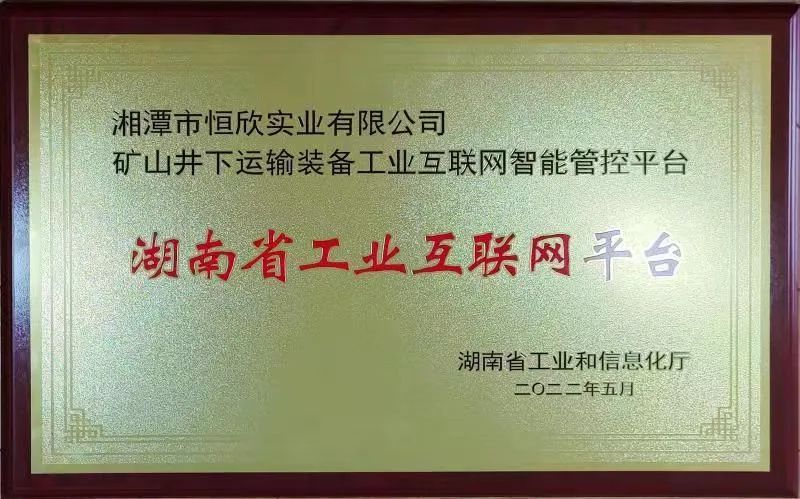 湘潭市恒欣实业有限公司
矿山井下运输装备工业互联网智能管控平台
湖南省工业互联网平台
湖南省工业和信息化厅
二〇二二年五月